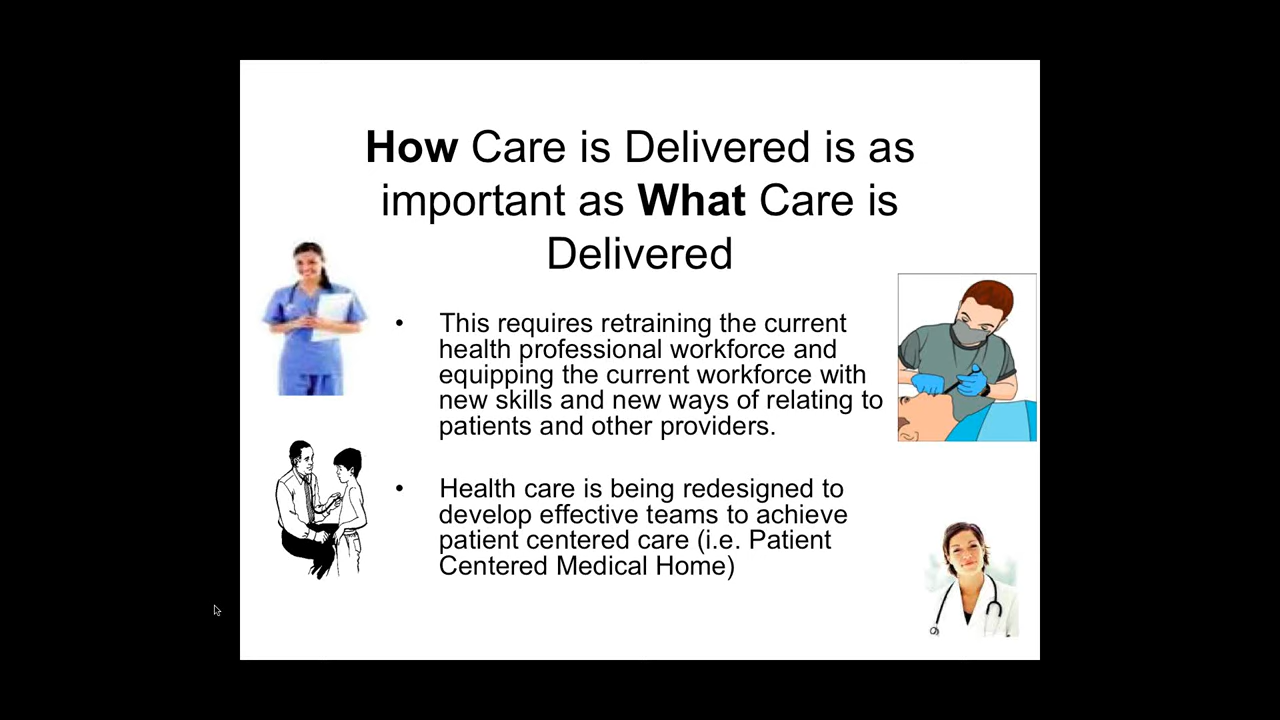 How Care is Delivered is as
important as What Care is
Delivered
• This requires retraining the current
health professional workforce and
equipping the current workforce with
new skills and new ways of relating to
patients and other providers.
• Health care is being redesigned to
develop effective teams to achieve
patient centered care (i.e. Patient
Centered Medical Home)